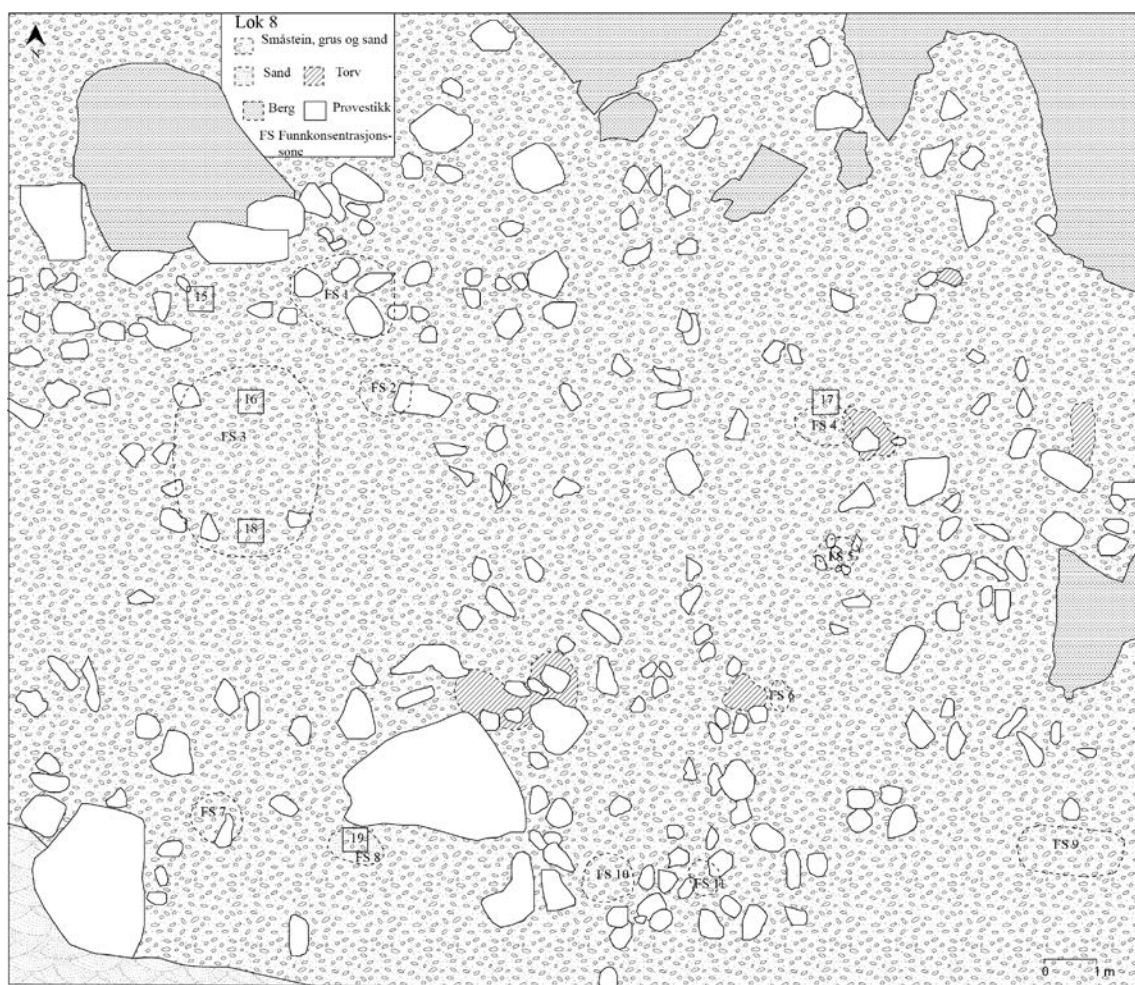 Lok 8
N
Småstein, grus og sand
Sand
Torv
Berg
Prøvestikk
FS Funnkonsentrasjons-
sone
15
FS 1
16
FS 2
17
FS 3
FS 4
18
FS 5
FS 6
FS 7
19
FS 8
FS 9
FS 10
FS 11
0 1 m